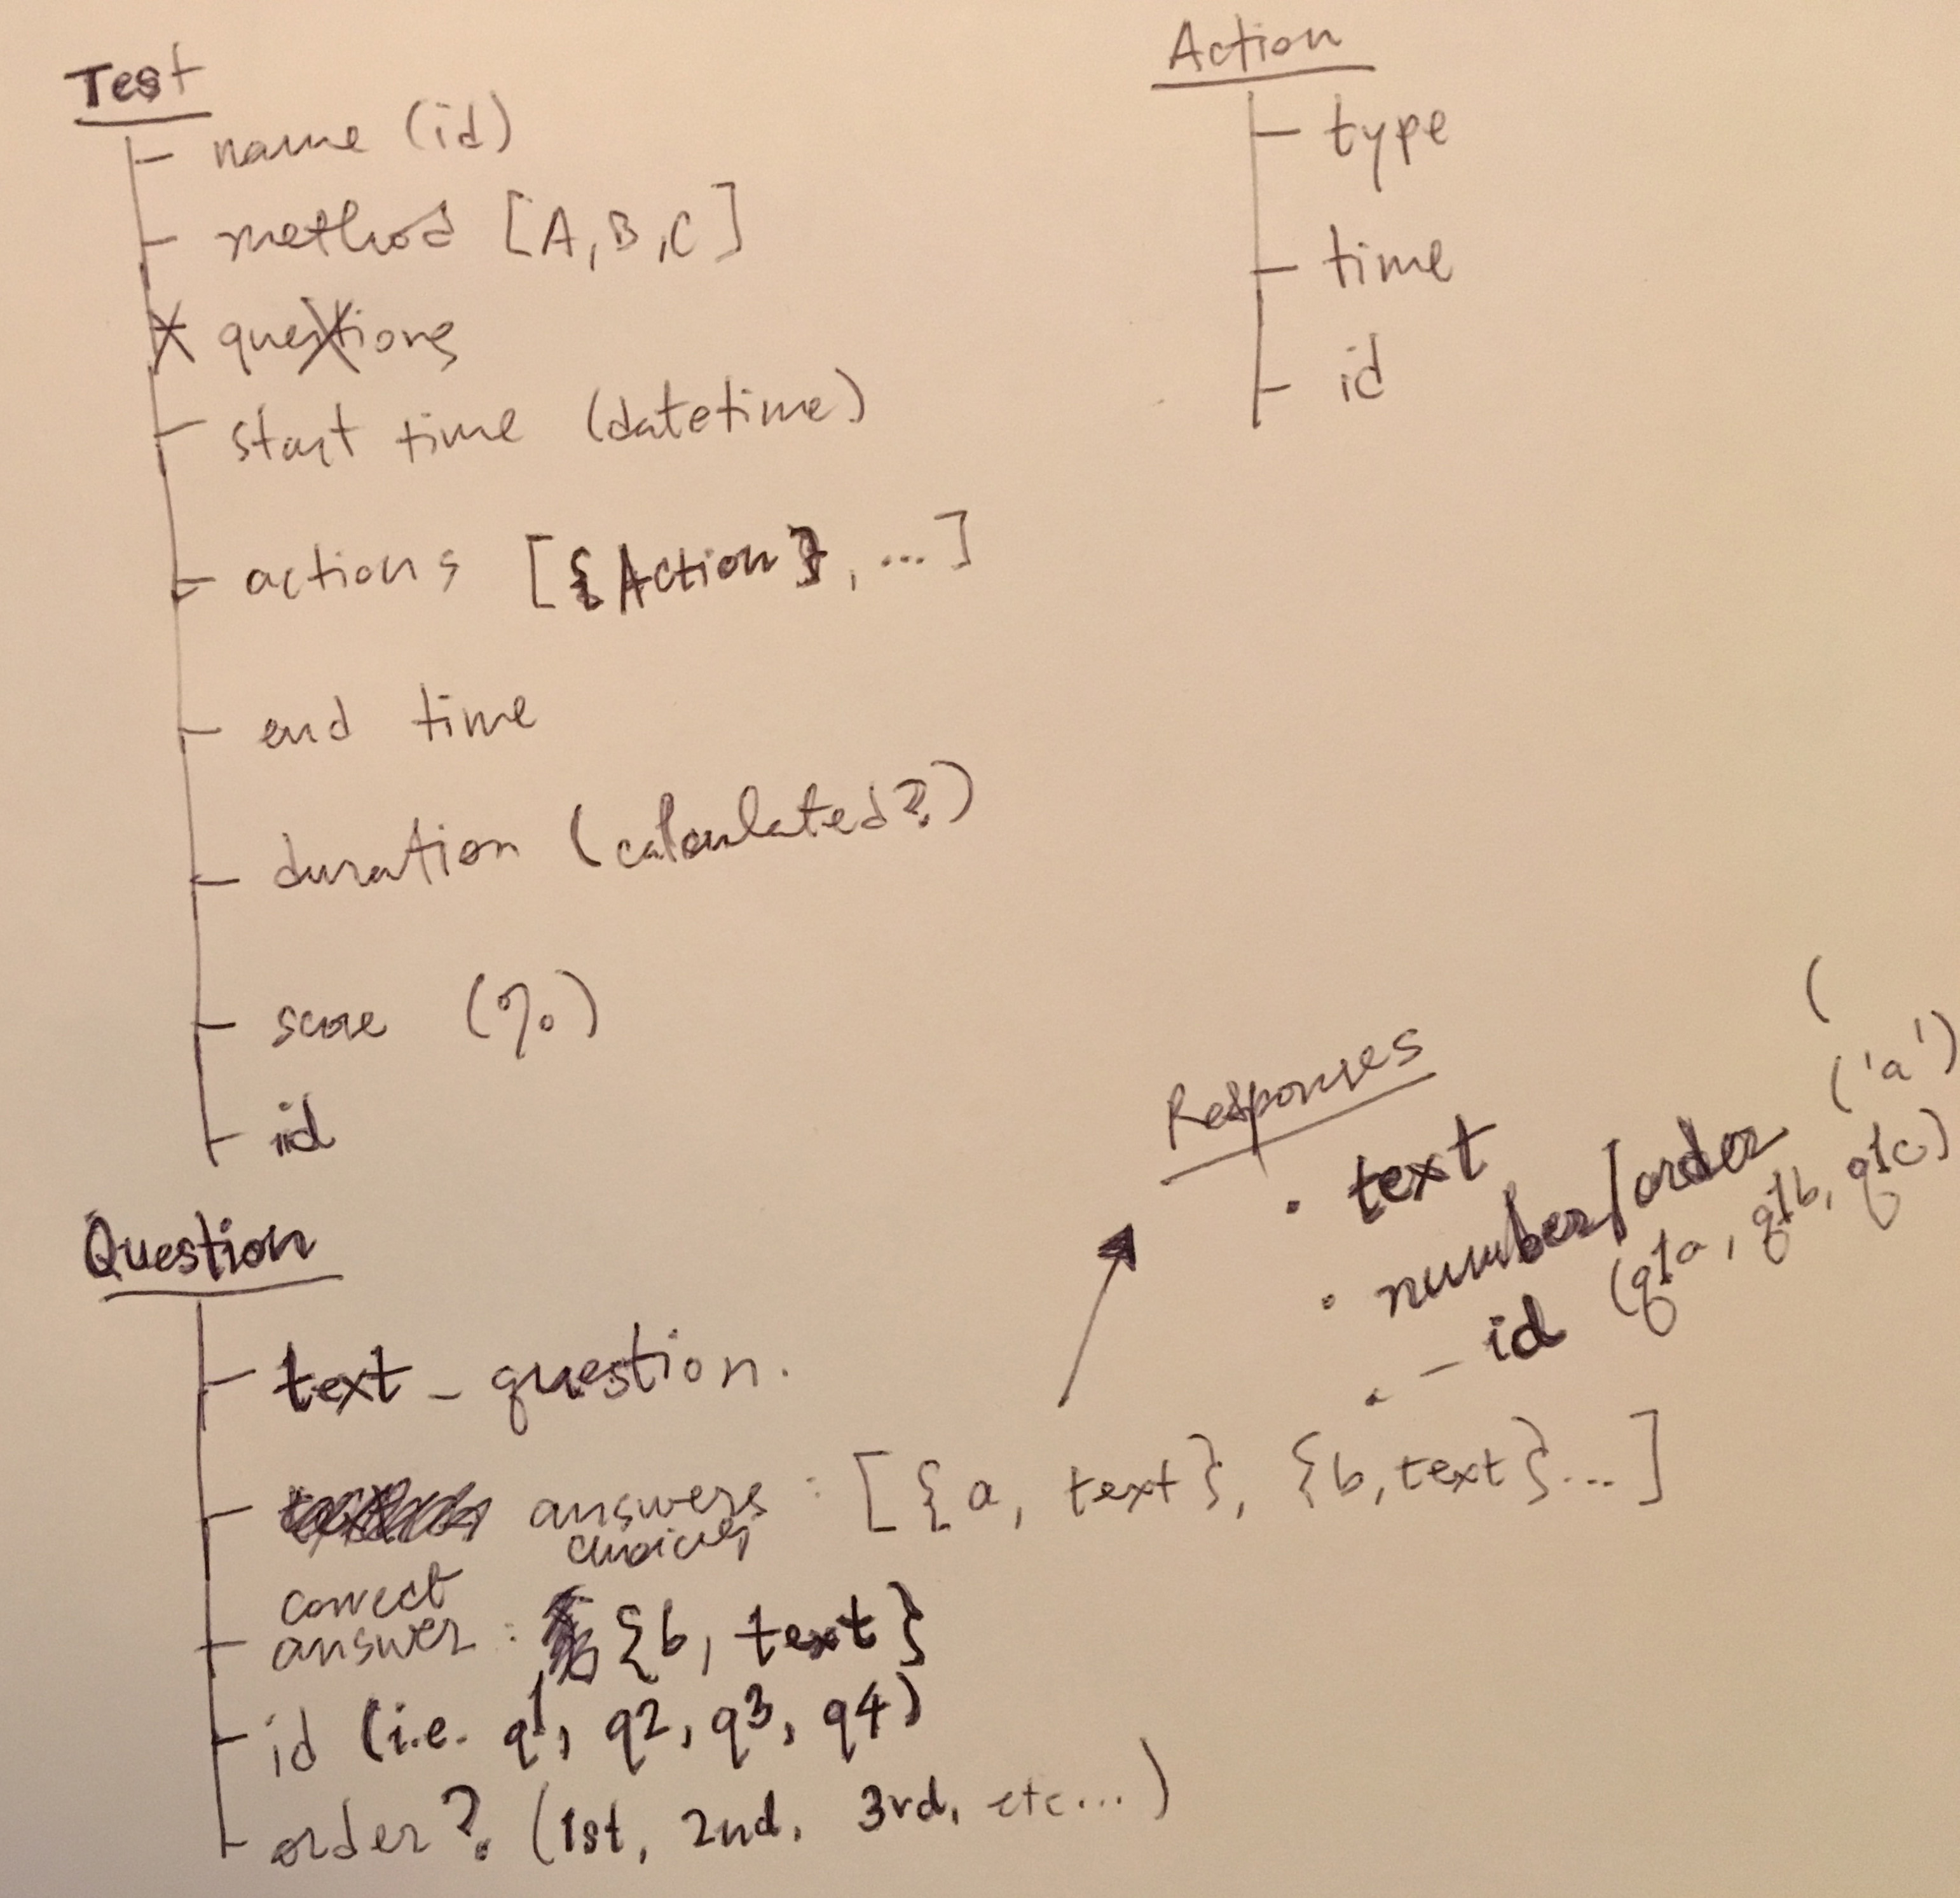 Test
name (id)
method [A, B, C]
questions
start time (datetime)
actions [{Action}, ...]
end time
duration (calculated?)
score (%)
id
Action
type
time
id
Responses
text
number/order ('a')
id (q1a, q1b, q1c)
Question
text - question.
answers : [{a, text}, {b, text}...]
choices
correct
answer : {b, text}
id (i.e. q1, q2, q3, q4)
order? (1st, 2nd, 3rd, etc...)